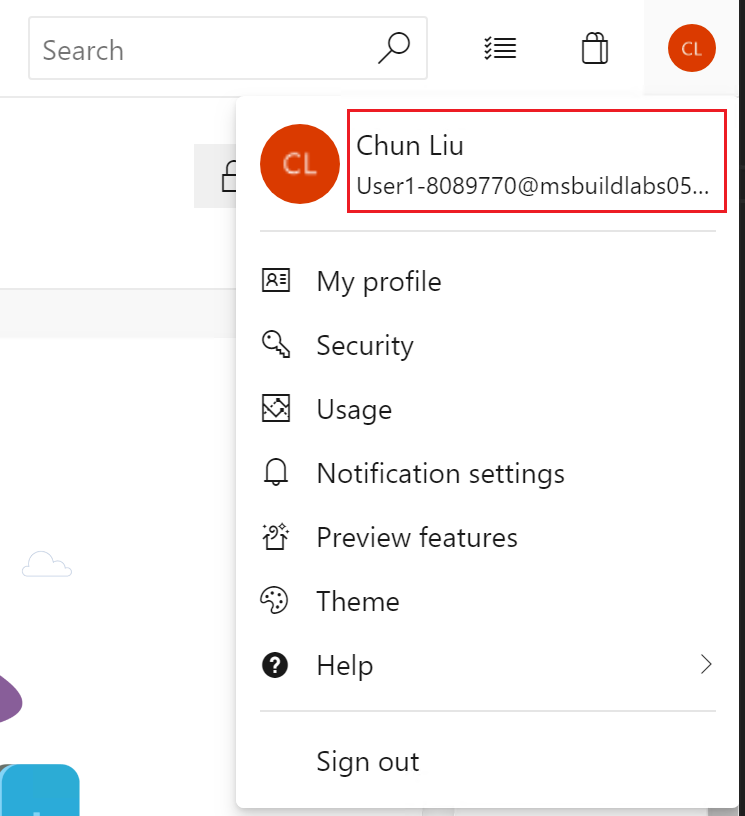 Search
CL
CL
Chun Liu
User1-8089770@msbuildlabs05...
My profile
Security
Usage
Notification settings
Preview features
Theme
Help
Sign out